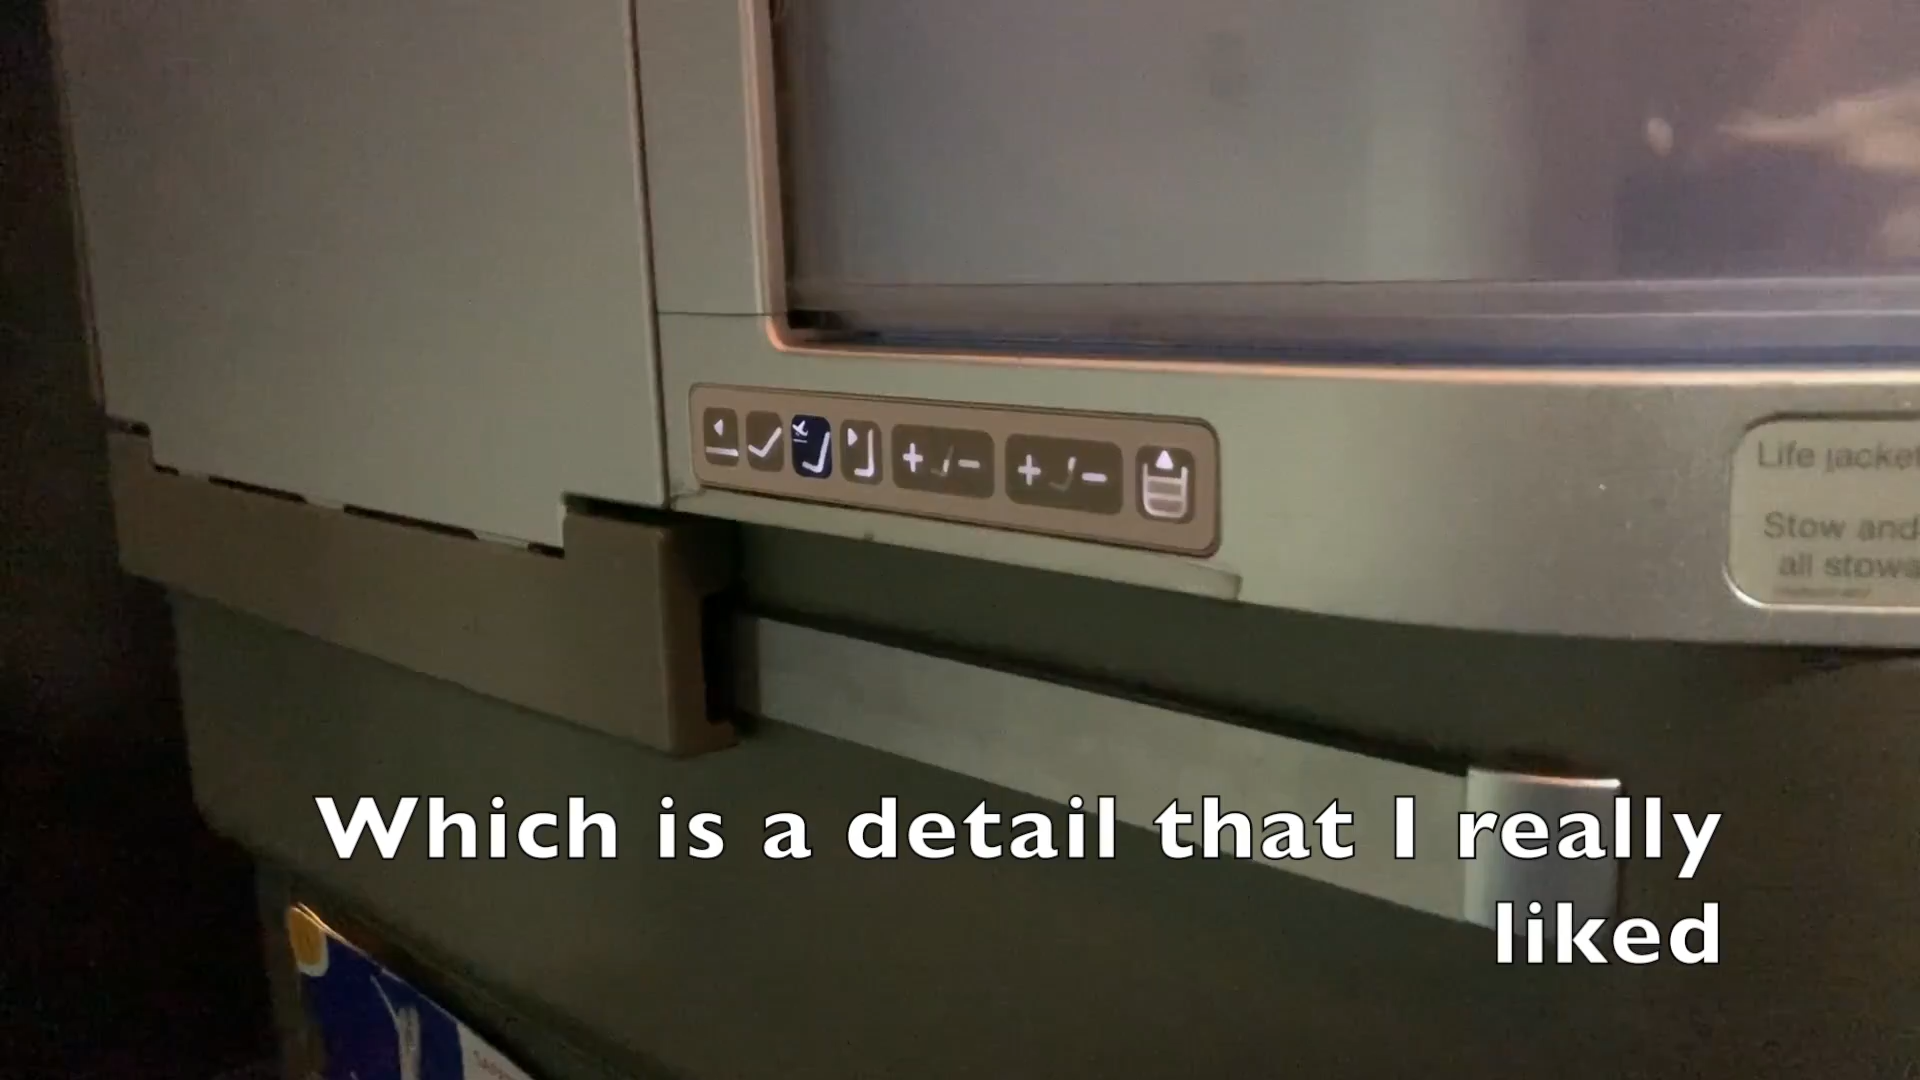 Life jacket
Stow and
all stowa
Which is a detail that I really
liked